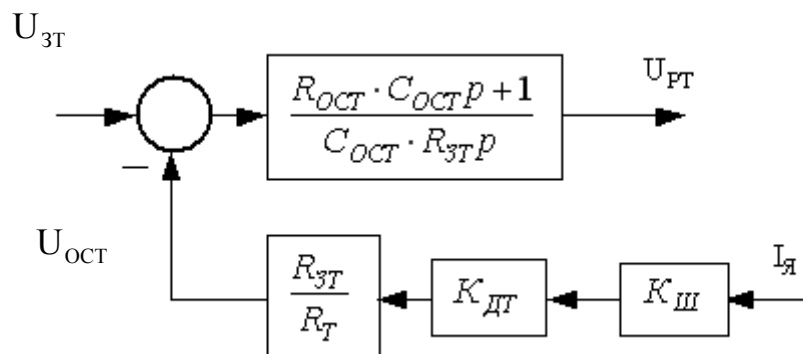 U_ЗТ
R_ОСТ · C_ОСТ p + 1
C_ОСТ · R_ЗТ p
U_РТ
–
U_ОСТ
R_ЗТ
R_Т
K_ДТ
K_Ш
I_Я